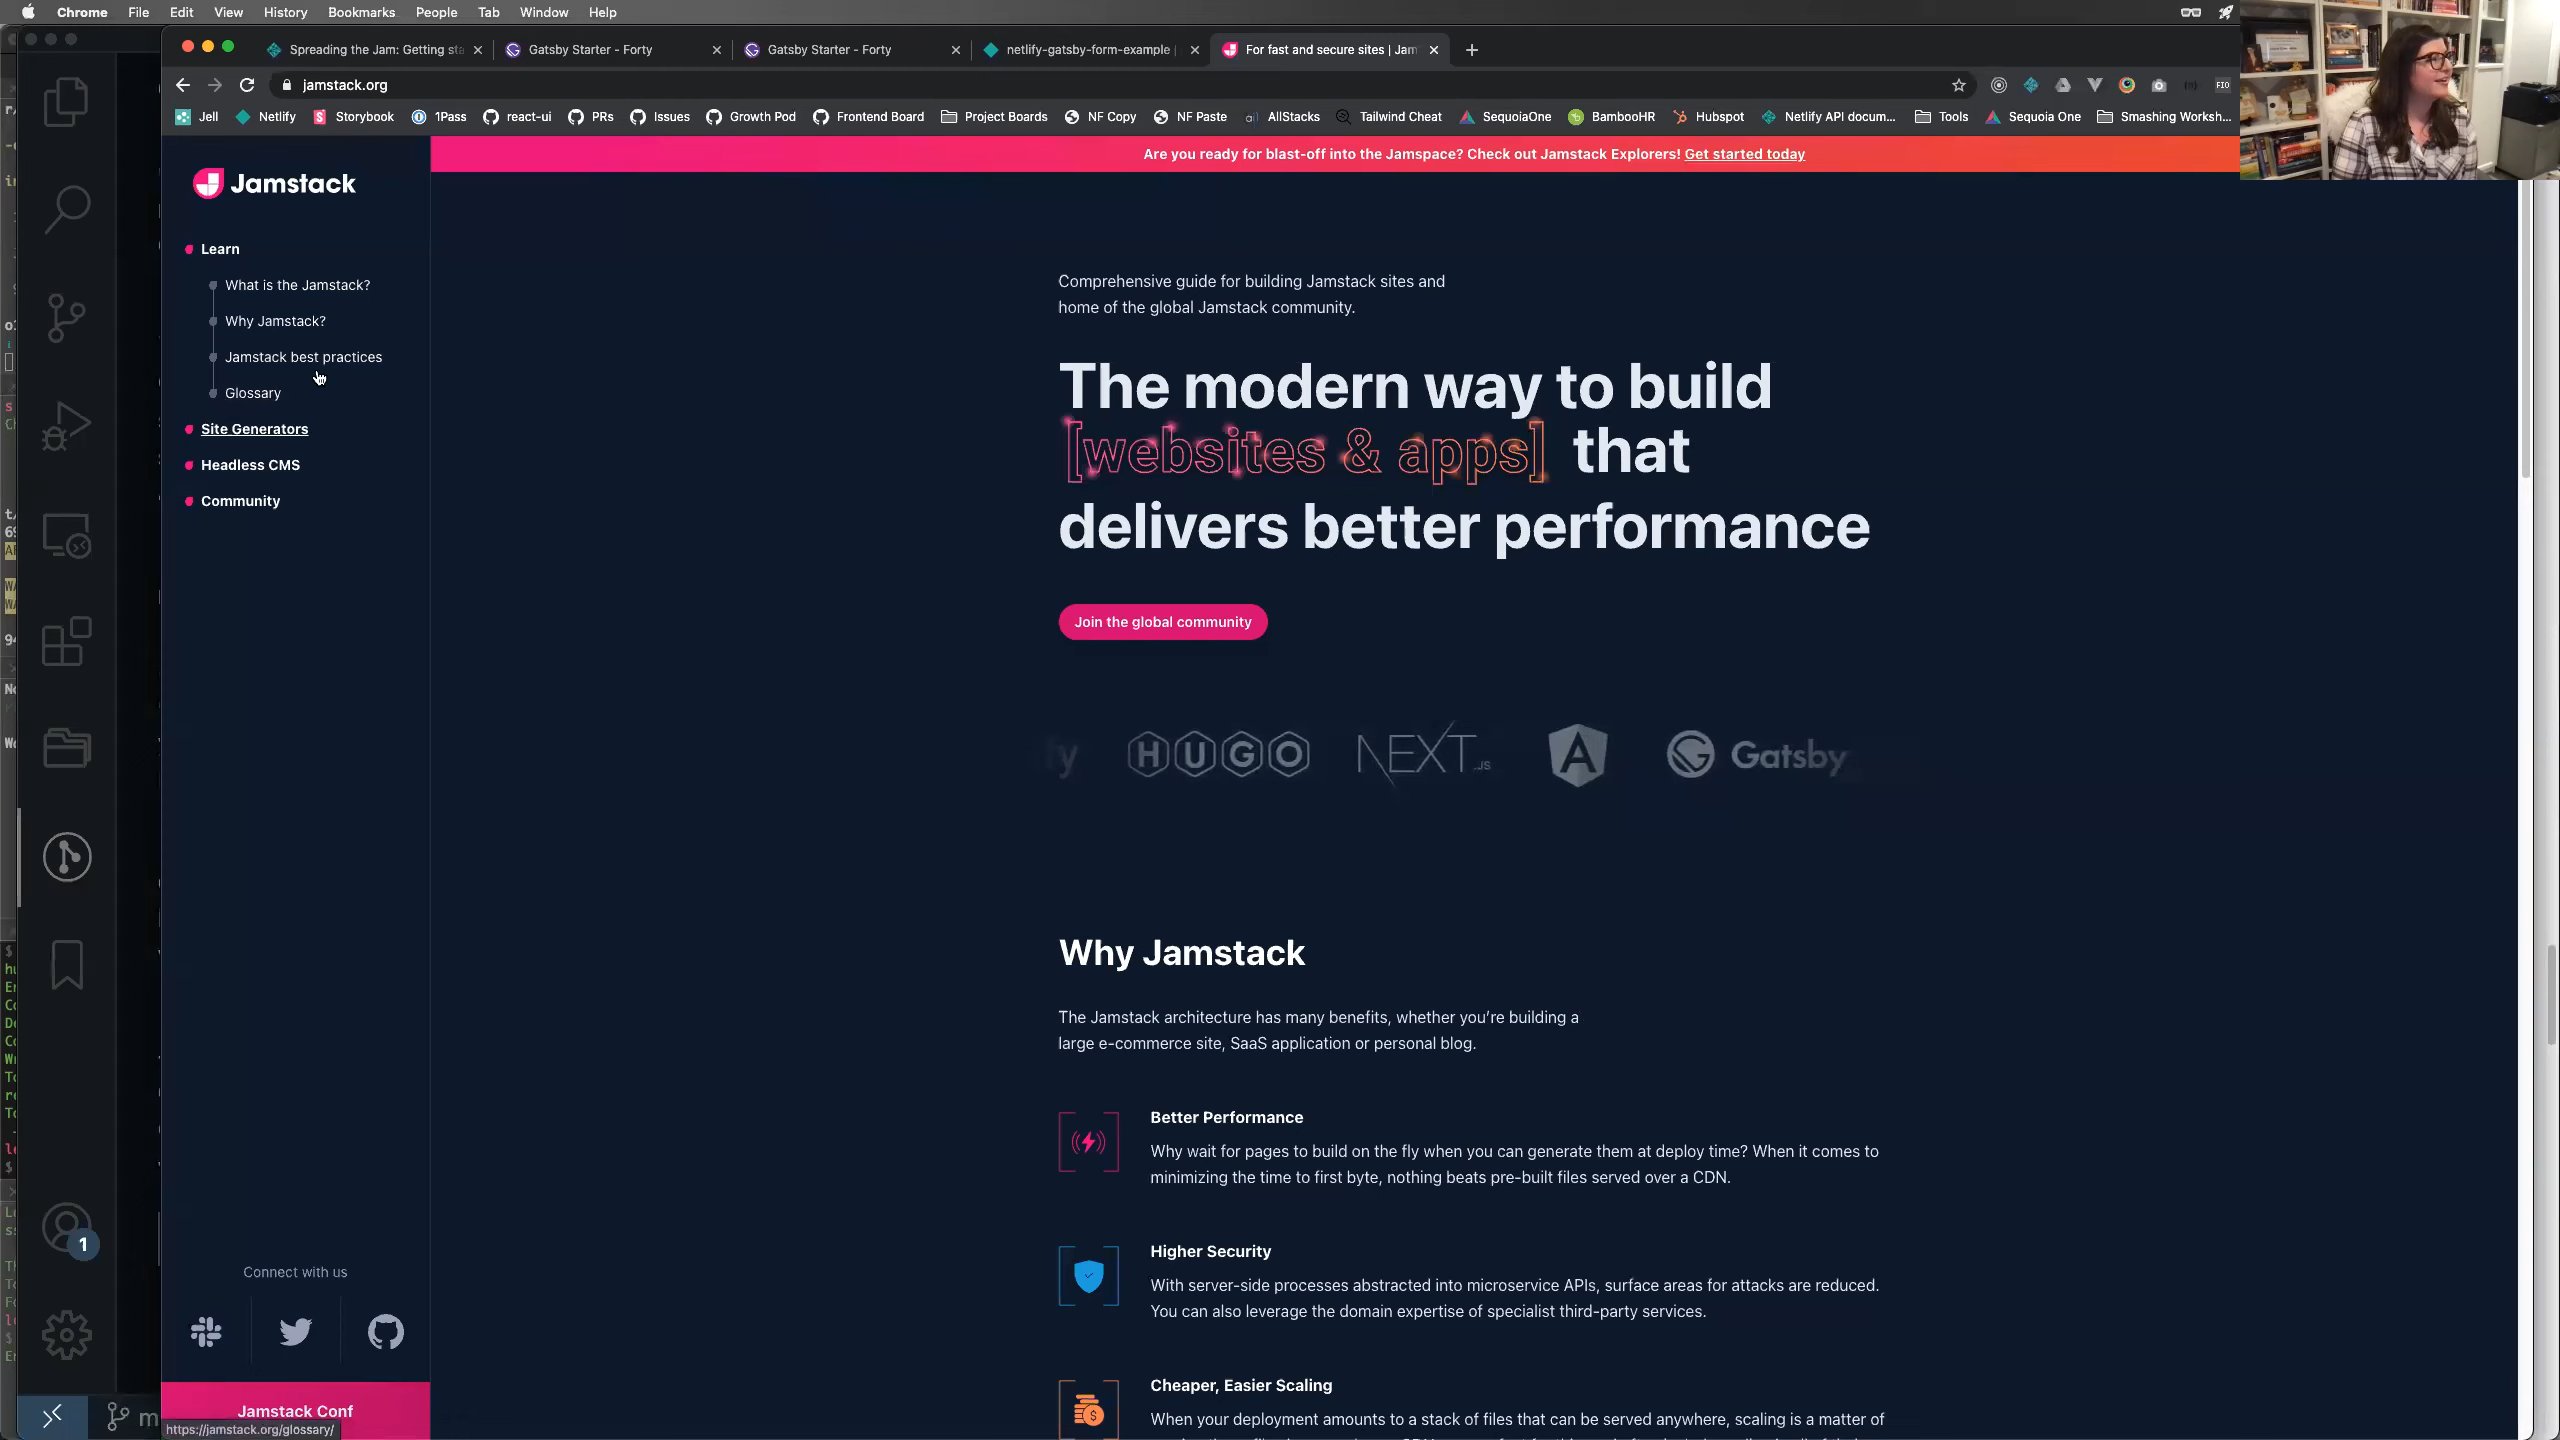 Chrome File Edit View History Bookmarks People Tab Window Help
Spreading the Jam: Getting sta
Gatsby Starter - Forty
Gatsby Starter - Forty
netlify-gatsby-form-example
For fast and secure sites | Jam
jamstack.org
FIO
Jell Netlify Storybook 1Pass react-ui PRs Issues Growth Pod Frontend Board Project Boards NF Copy NF Paste AllStacks Tailwind Cheat SequoiaOne BambooHR Hubspot Netlify API docum... Tools Sequoia One Smashing Worksh...
Are you ready for blast-off into the Jamspace? Check out Jamstack Explorers! Get started today
Jamstack
Learn
What is the Jamstack?
Why Jamstack?
Jamstack best practices
Glossary
Site Generators
Headless CMS
Community
Comprehensive guide for building Jamstack sites and
home of the global Jamstack community.
The modern way to build
[websites & apps] that
delivers better performance
Join the global community
fy HUGO NEXT.JS A Gatsby
Why Jamstack
The Jamstack architecture has many benefits, whether you’re building a
large e-commerce site, SaaS application or personal blog.
Better Performance
Why wait for pages to build on the fly when you can generate them at deploy time? When it comes to
minimizing the time to first byte, nothing beats pre-built files served over a CDN.
Higher Security
With server-side processes abstracted into microservice APIs, surface areas for attacks are reduced.
You can also leverage the domain expertise of specialist third-party services.
Cheaper, Easier Scaling
When your deployment amounts to a stack of files that can be served anywhere, scaling is a matter of
Connect with us
Jamstack Conf
https://jamstack.org/glossary/
1
m